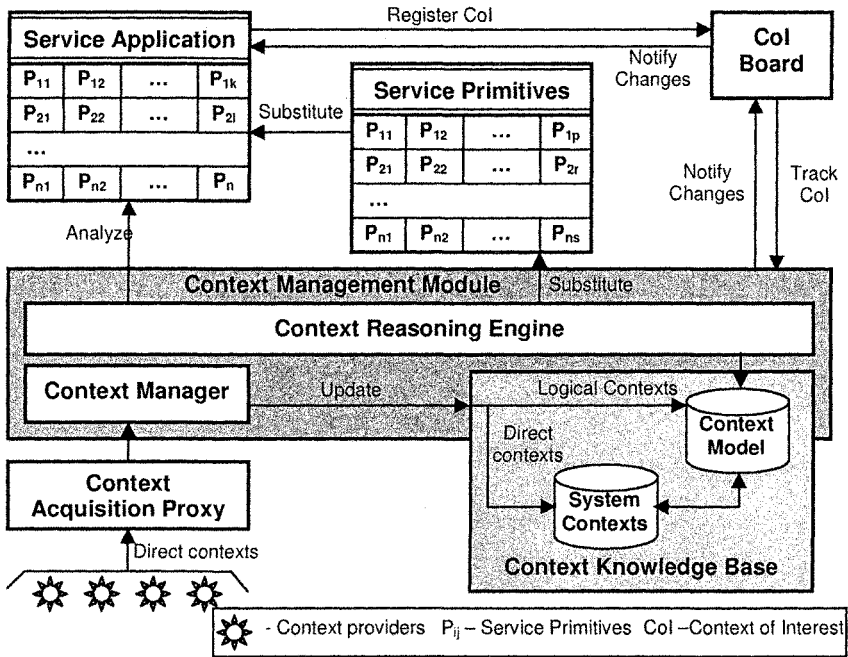 Register CoI
Service Application
P11 P12 ... P1k
P21 P22 ... P2l
...
Pn1 Pn2 ... Pn
Notify
Changes
CoI
Board
Substitute
Service Primitives
P11 P12 ... P1p
P21 P22 ... P2r
...
Pn1 Pn2 ... Pns
Notify
Changes
Track
CoI
Analyze
Context Management Module
Substitute
Context Reasoning Engine
Context Manager
Update
Logical Contexts
Direct
contexts
Context
Model
Context
Acquisition Proxy
System
Contexts
Direct contexts
Context Knowledge Base
- Context providers Pij – Service Primitives CoI –Context of Interest